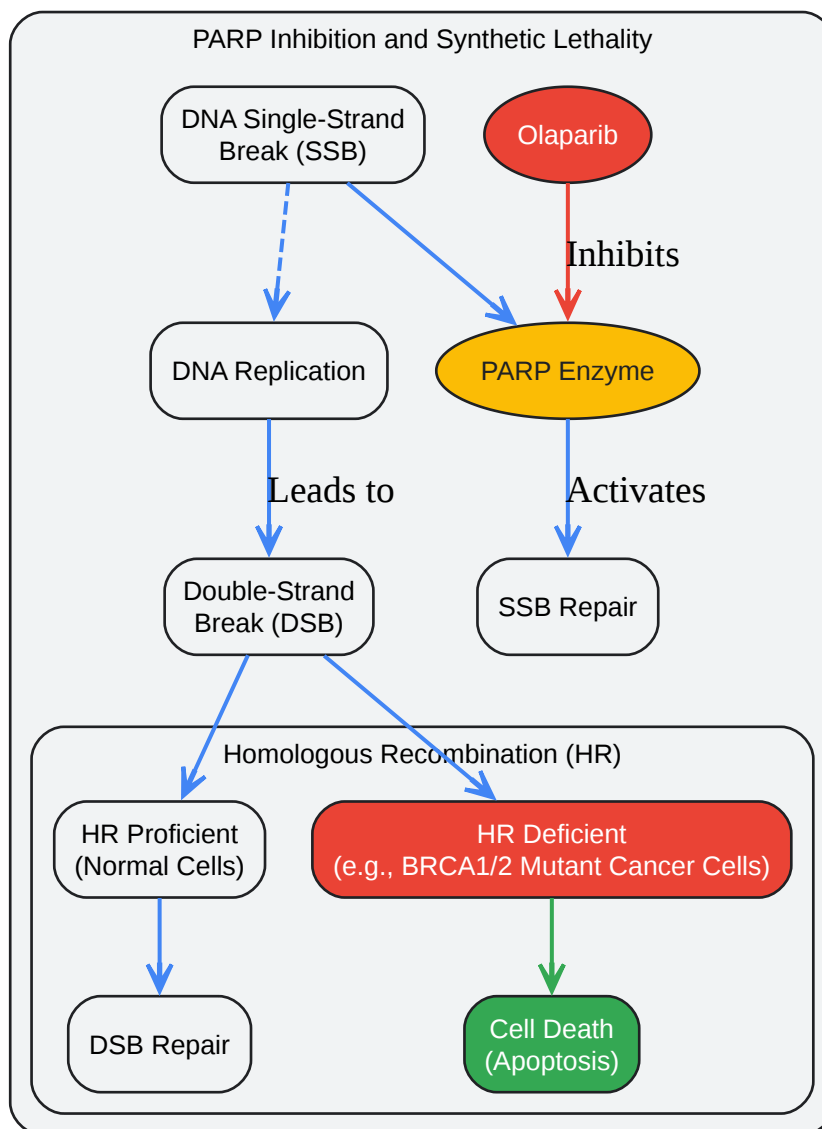 PARP Inhibition and Synthetic Lethality
DNA Single-Strand
Break (SSB)
Olaparib
Inhibits
DNA Replication
PARP Enzyme
Leads to
Activates
Double-Strand
Break (DSB)
SSB Repair
Homologous Recombination (HR)
HR Proficient
(Normal Cells)
HR Deficient
(e.g., BRCA1/2 Mutant Cancer Cells)
DSB Repair
Cell Death
(Apoptosis)